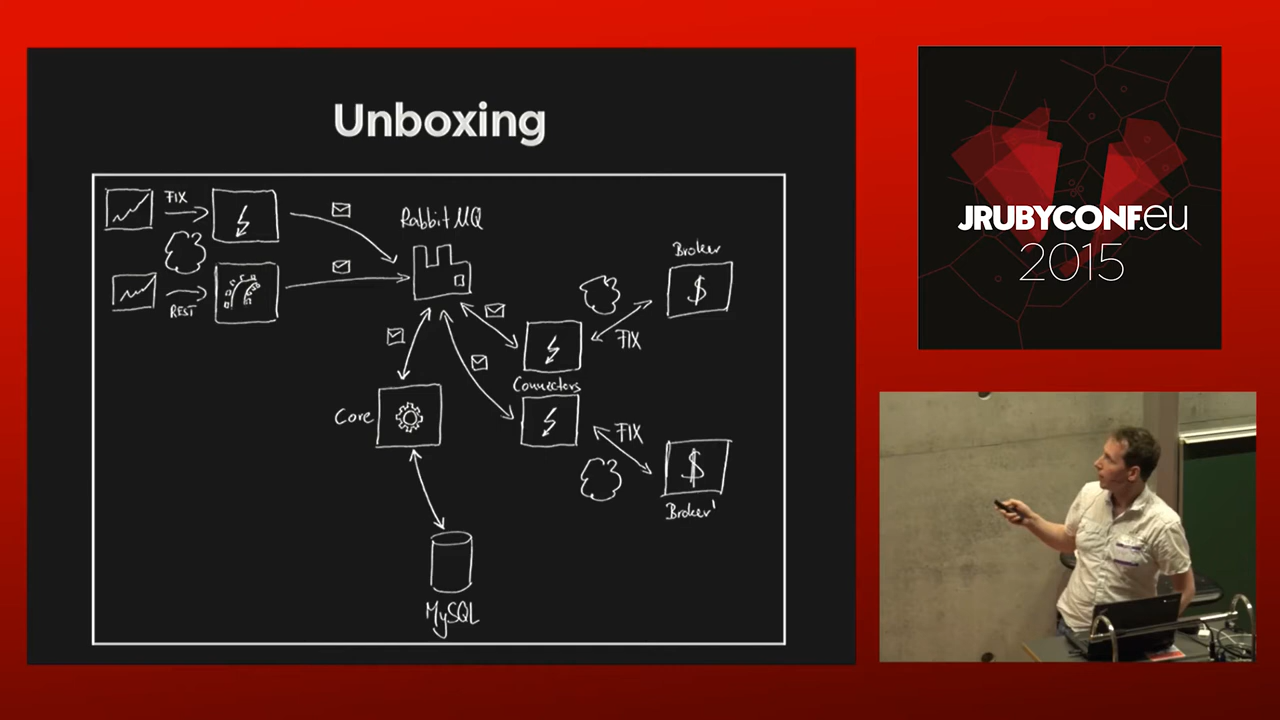 Unboxing
FIX
REST
RabbitMQ
Broker
$
FIX
Connectors
Core
FIX
$
Broker'
MySQL
JRUBYCONF.EU
2015